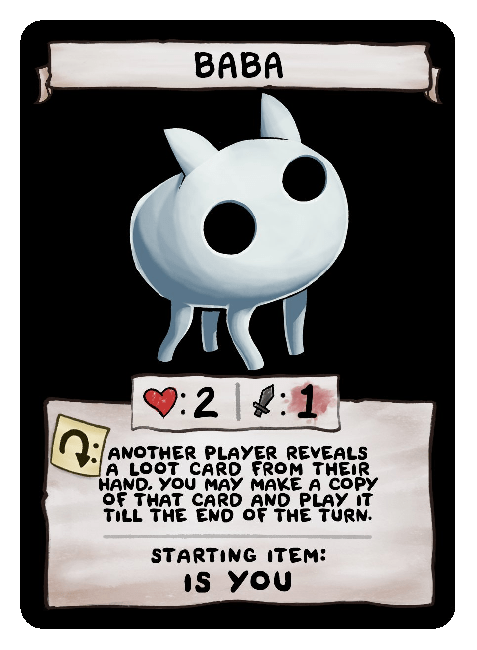 BABA
: 2 | : 1
: ANOTHER PLAYER REVEALS
A LOOT CARD FROM THEIR
HAND. YOU MAY MAKE A COPY
OF THAT CARD AND PLAY IT
TILL THE END OF THE TURN.
STARTING ITEM:
IS YOU